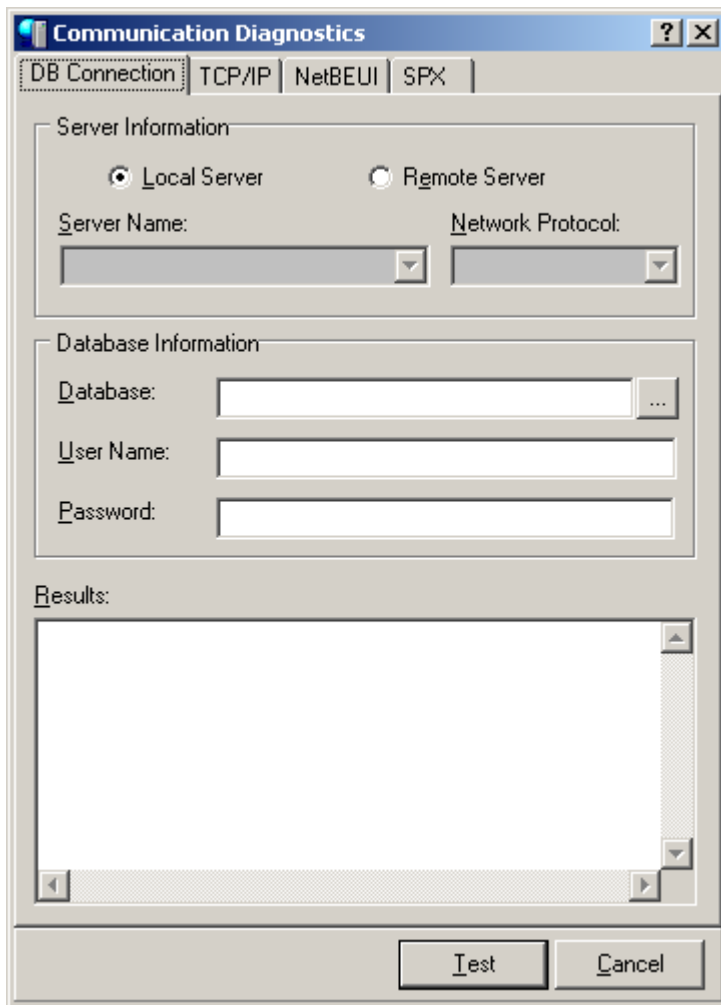 Communication Diagnostics
DB Connection TCP/IP NetBEUI SPX
Server Information
Local Server Remote Server
Server Name: Network Protocol:
Database Information
Database: ...
User Name:
Password:
Results:
Test Cancel